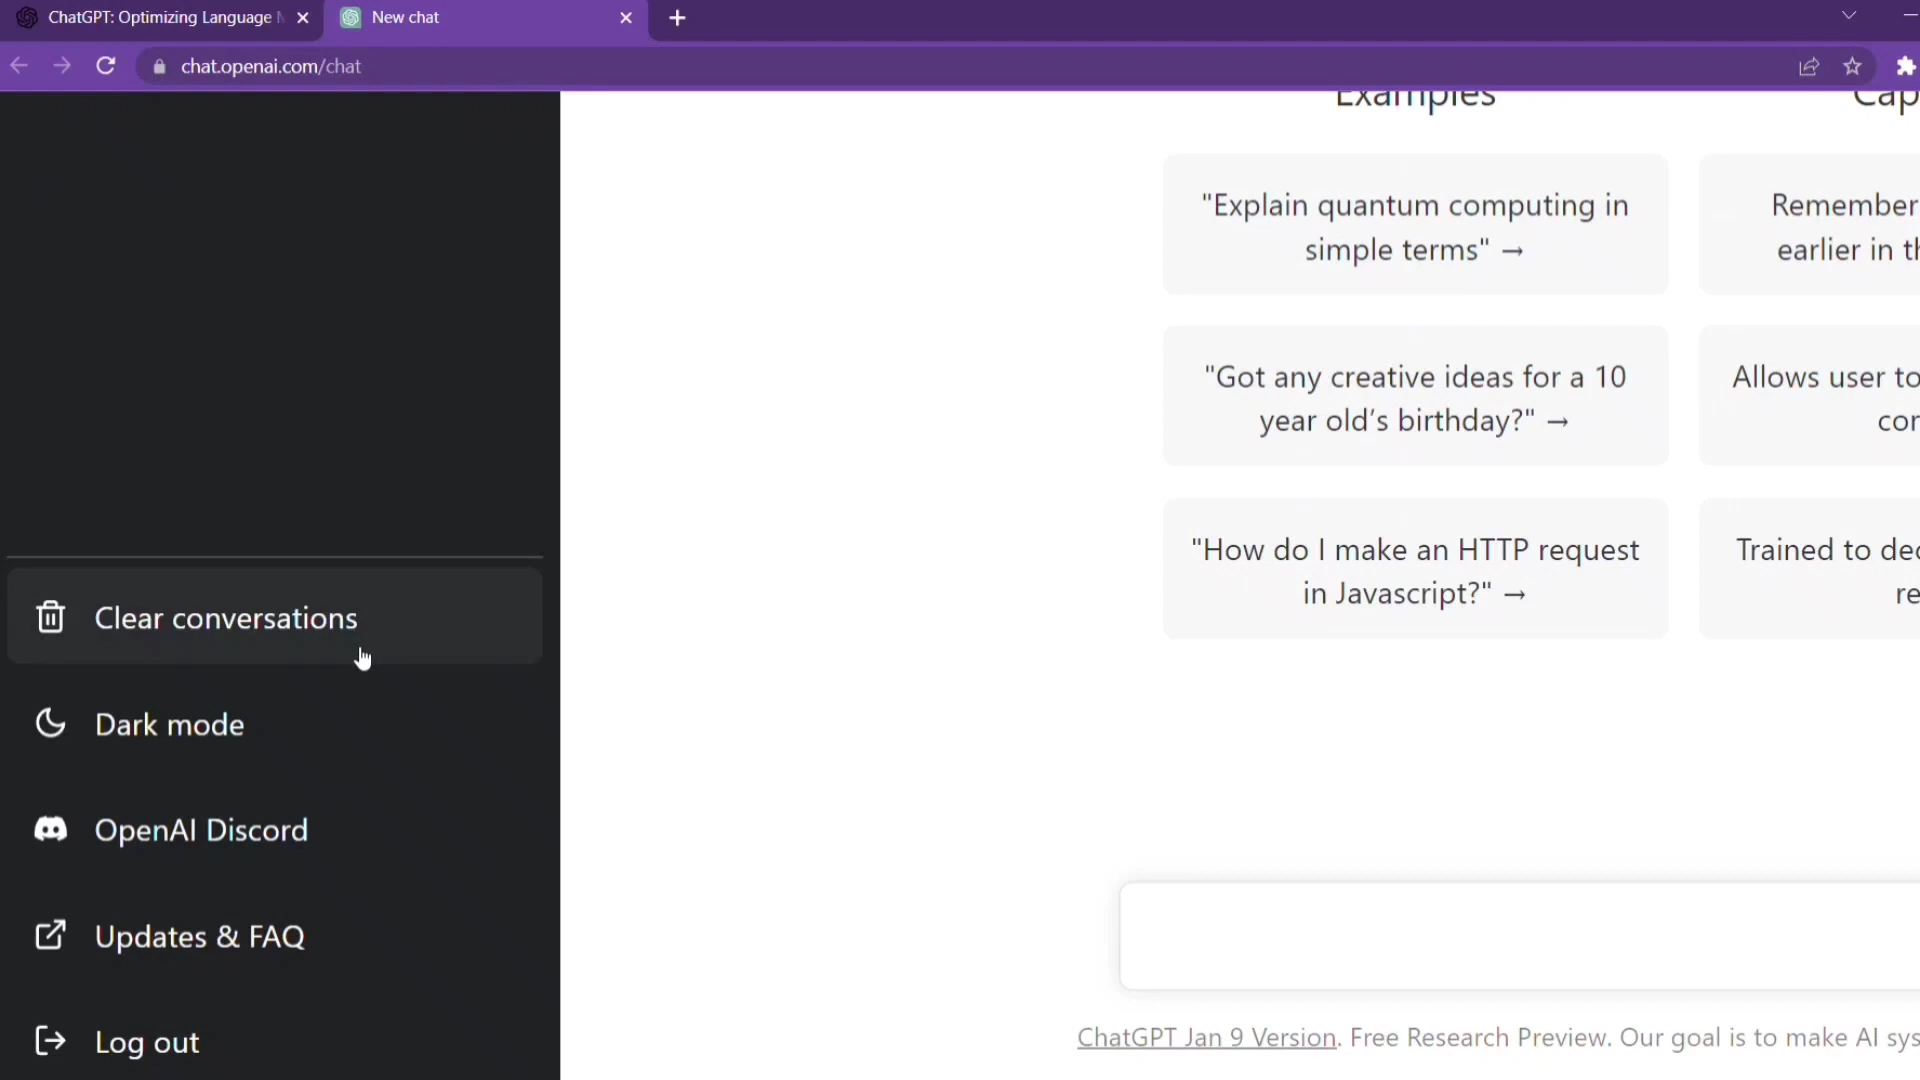 ChatGPT: Optimizing Language
New chat
chat.openai.com/chat
Examples
"Explain quantum computing in
simple terms" →
Remember
earlier in
"Got any creative ideas for a 10
year old's birthday?" →
Allows user to
"How do I make an HTTP request
in Javascript?" →
Trained to
Clear conversations
Dark mode
OpenAI Discord
Updates & FAQ
Log out
ChatGPT Jan 9 Version. Free Research Preview. Our goal is to make AI